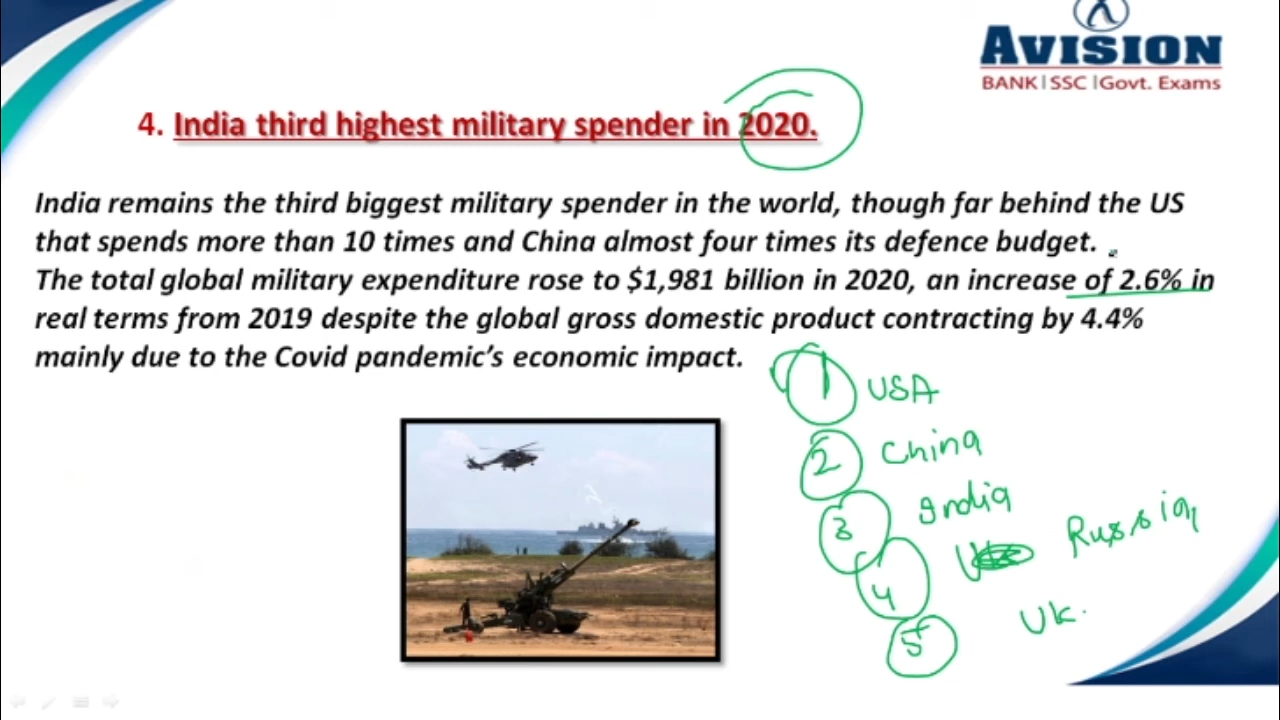 AVISION
BANK | SSC | Govt. Exams
4. India third highest military spender in 2020.
India remains the third biggest military spender in the world, though far behind the US
that spends more than 10 times and China almost four times its defence budget.
The total global military expenditure rose to $1,981 billion in 2020, an increase of 2.6% in
real terms from 2019 despite the global gross domestic product contracting by 4.4%
mainly due to the Covid pandemic's economic impact.
1 USA
2 China
3 India
4 Russia
5 UK.